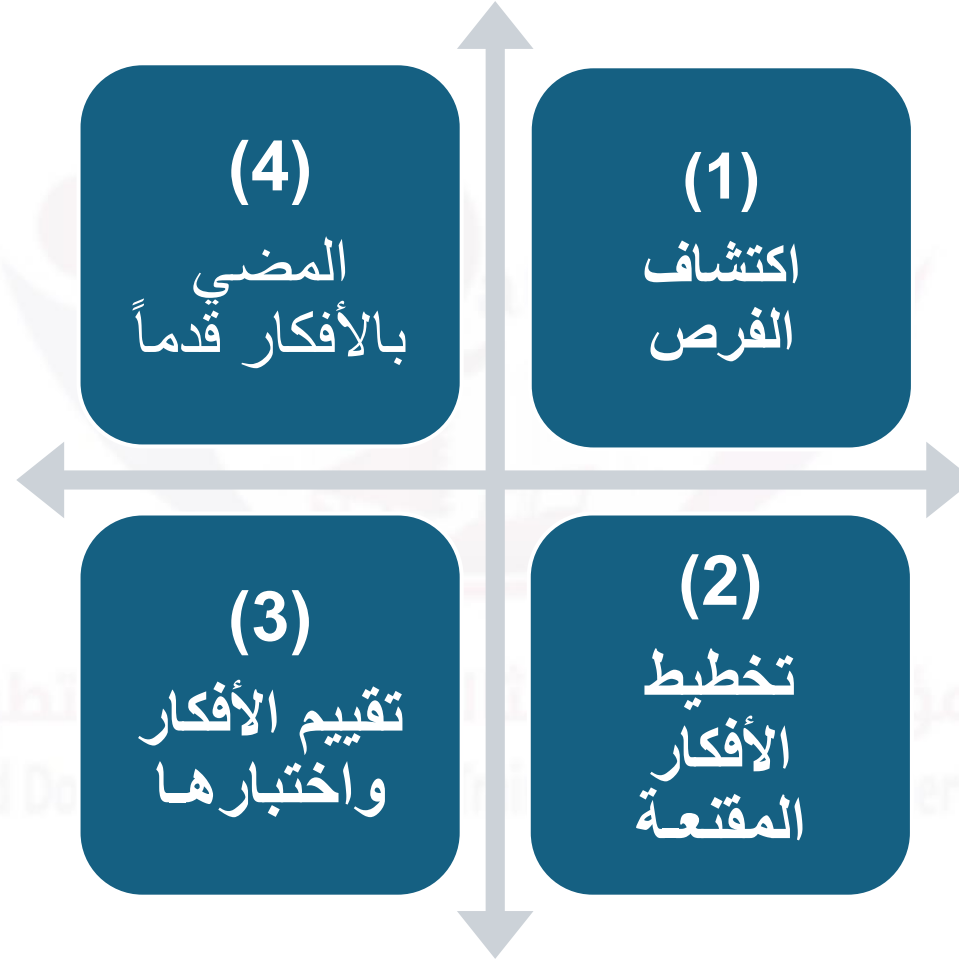 (1)
اكتشاف
الفرص
(2)
تخطيط
الأفكار
المقنعة
(3)
تقييم الأفكار
واختبارها
(4)
المضي
بالأفكار قدماً